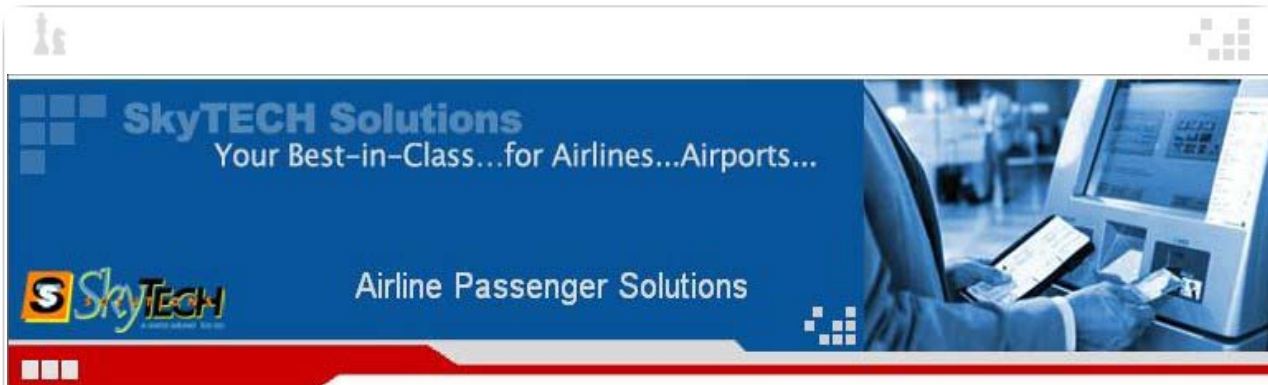 SkyTECH Solutions
Your Best-in-Class...for Airlines...Airports...
S SkyTECH
Airline Passenger Solutions